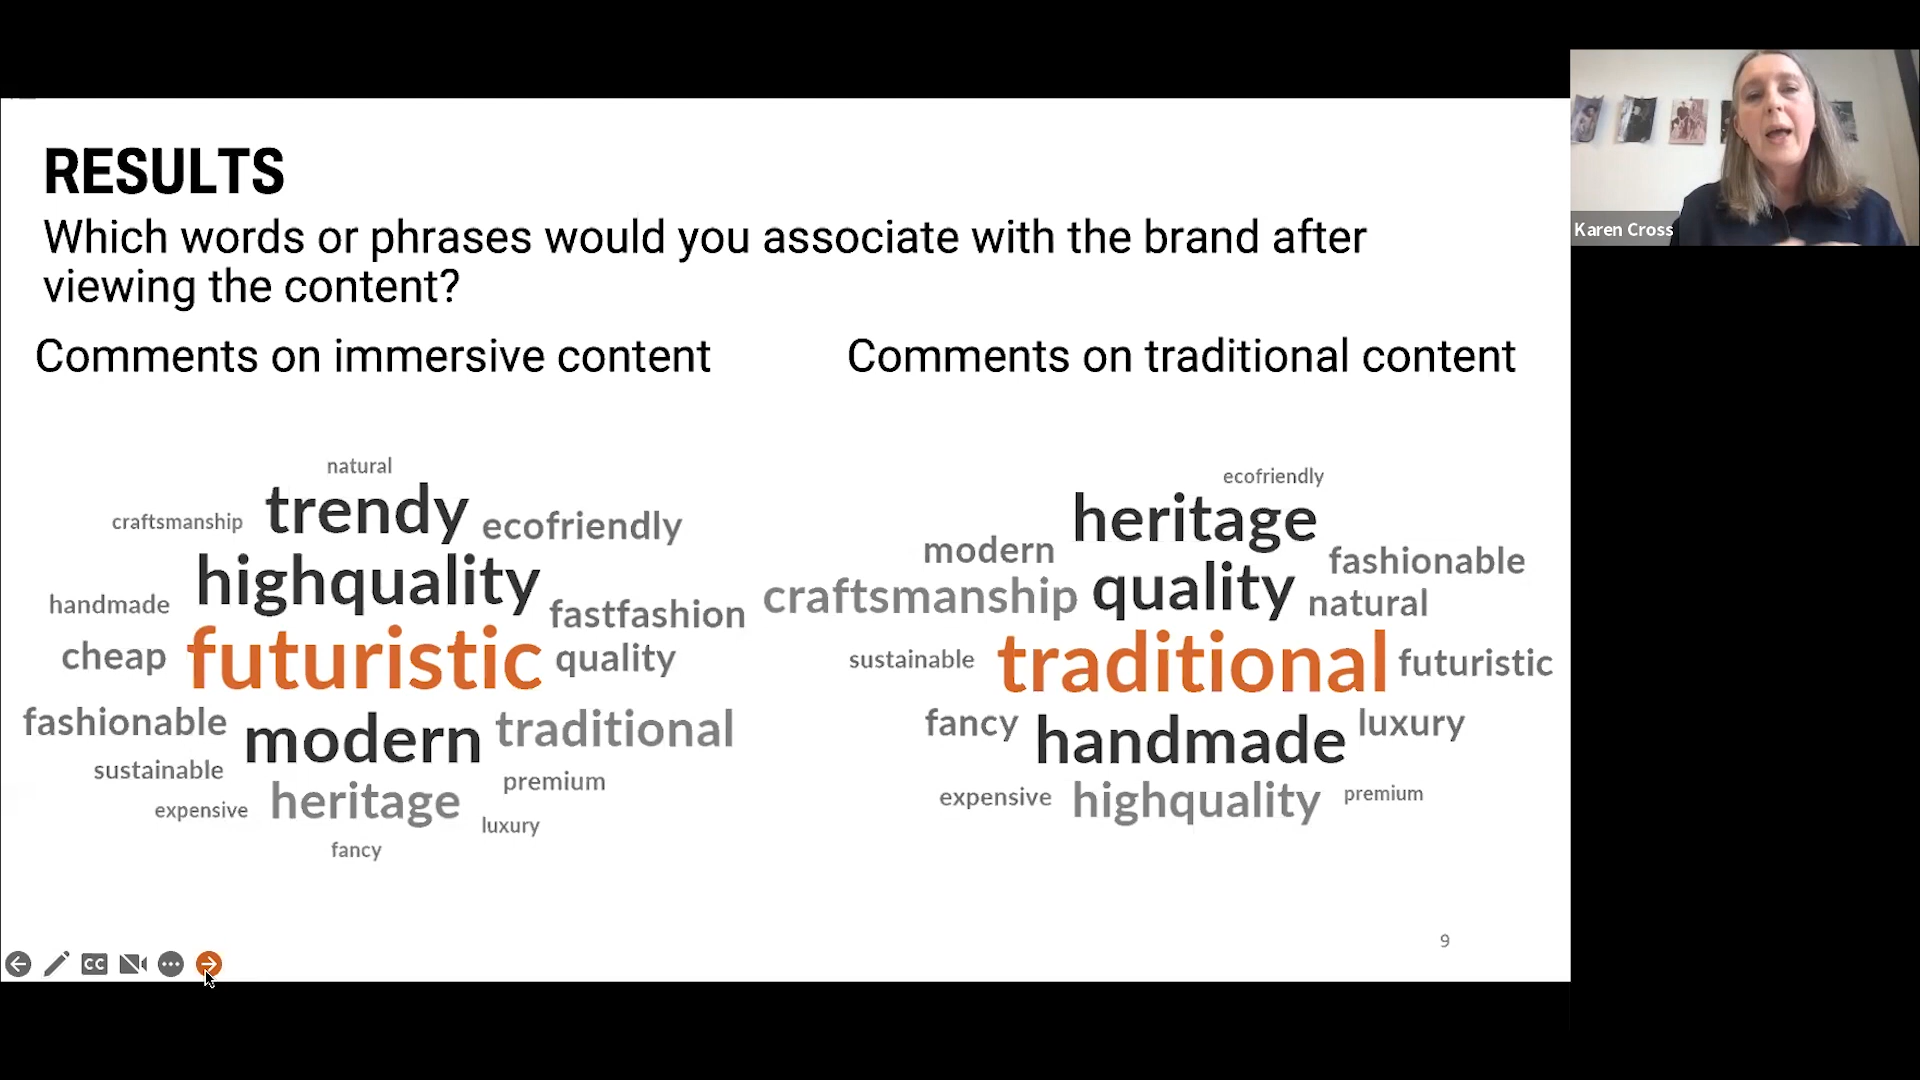 RESULTS
Which words or phrases would you associate with the brand after
viewing the content?
Comments on immersive content
Comments on traditional content
natural
trendy
craftsmanship
ecofriendly
highquality
handmade
fastfashion
cheap
futuristic
quality
fashionable
modern
traditional
sustainable
premium
expensive
heritage
luxury
fancy
ecofriendly
heritage
modern
fashionable
craftsmanship
quality
natural
sustainable
traditional
futuristic
fancy
handmade
luxury
expensive
highquality
premium
9
CC
Karen Cross